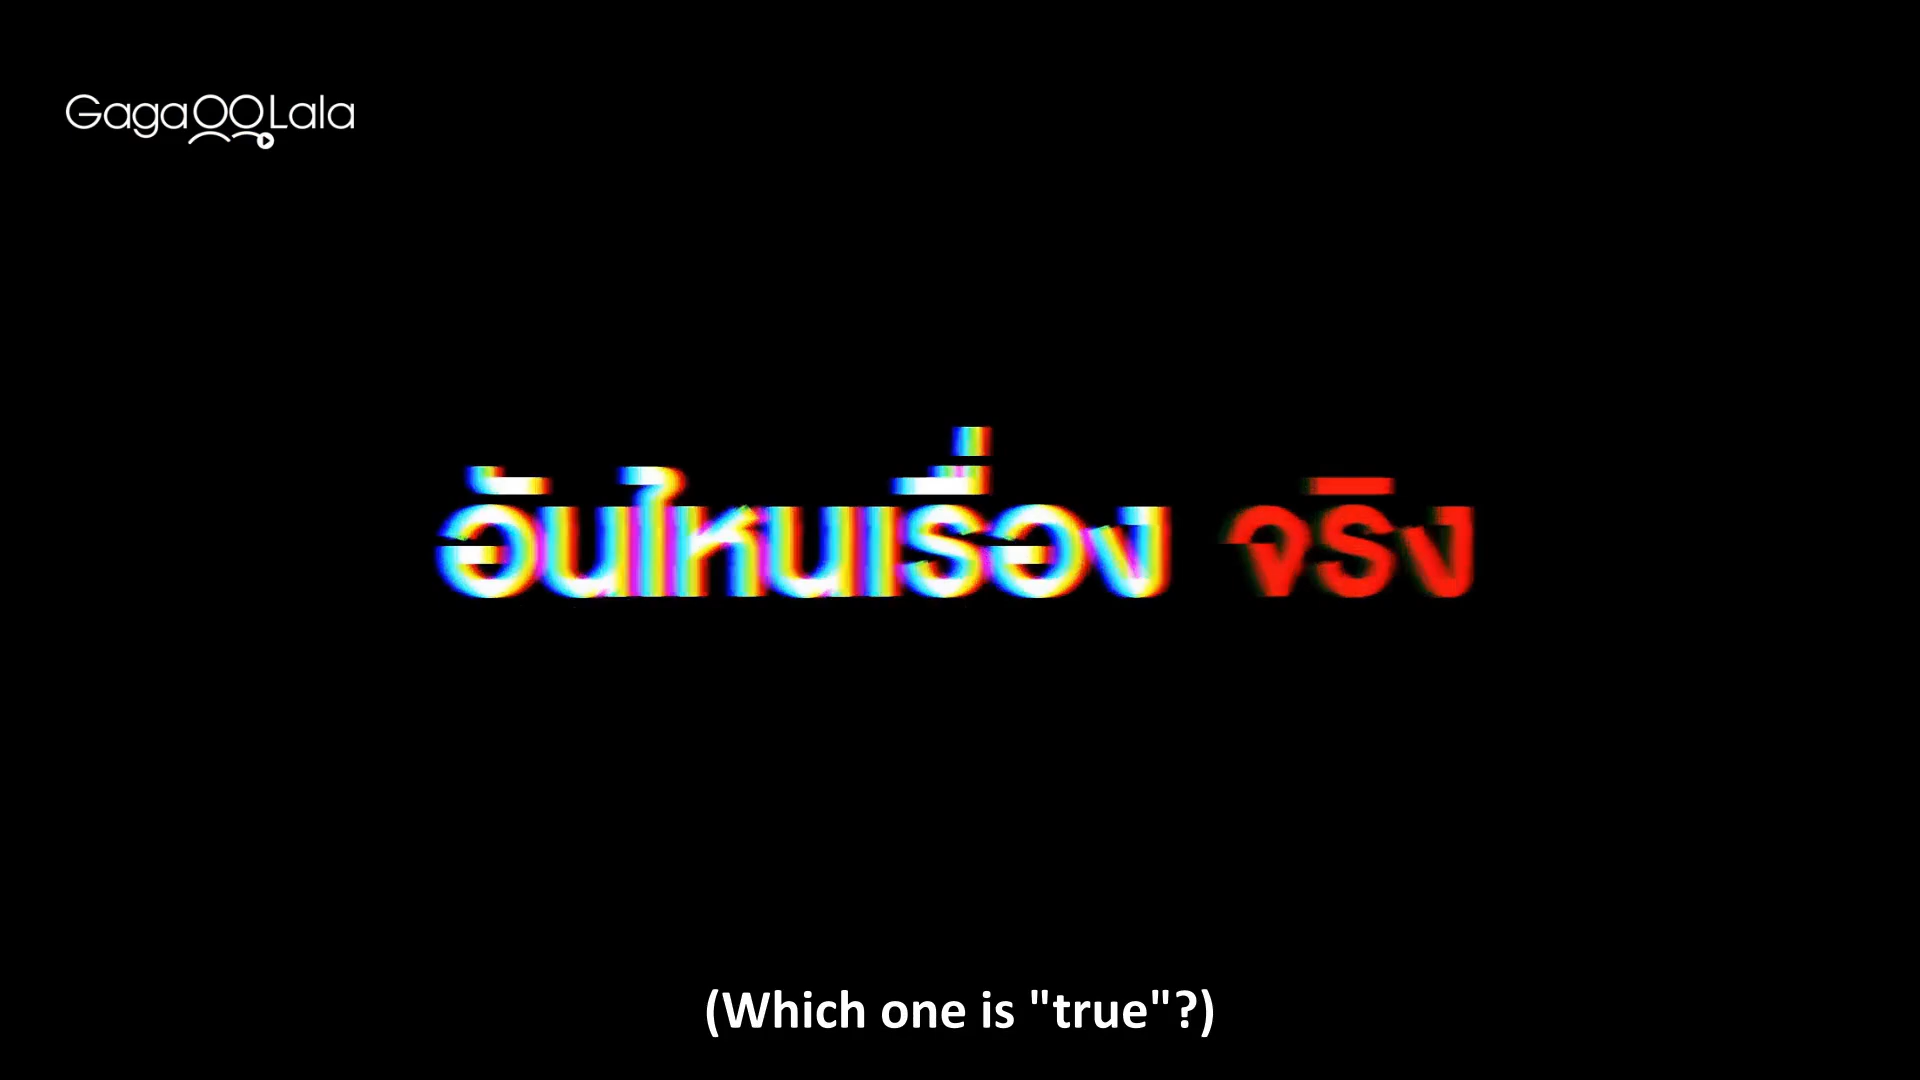 GagaOOLala
อันไหนเรื่อง จริง
(Which one is "true"?)